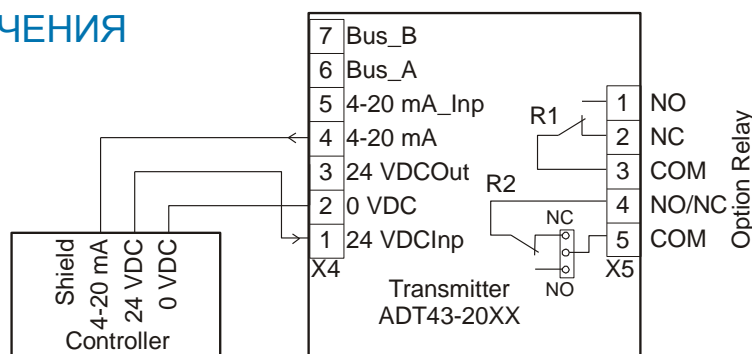 ЧЕНИЯ
7 Bus_B
6 Bus_A
5 4-20 mA_Inp
4 4-20 mA
3 24 VDCOut
2 0 VDC
1 24 VDCInp
X4
R1
R2
NC
NO
1 NO
2 NC
3 COM
4 NO/NC
5 COM
X5
Option Relay
Transmitter
ADT43-20XX
Shield
4-20 mA
24 VDC
0 VDC
Controller